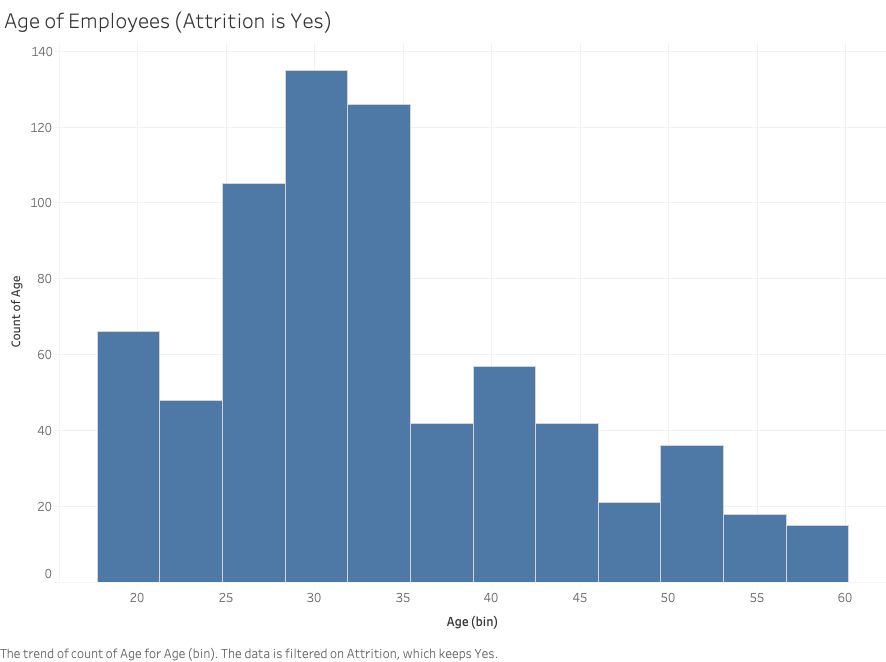 Age of Employees (Attrition is Yes)
140
120
100
80
60
40
20
0
Count of Age
20 25 30 35 40 45 50 55 60
Age (bin)
The trend of count of Age for Age (bin). The data is filtered on Attrition, which keeps Yes.